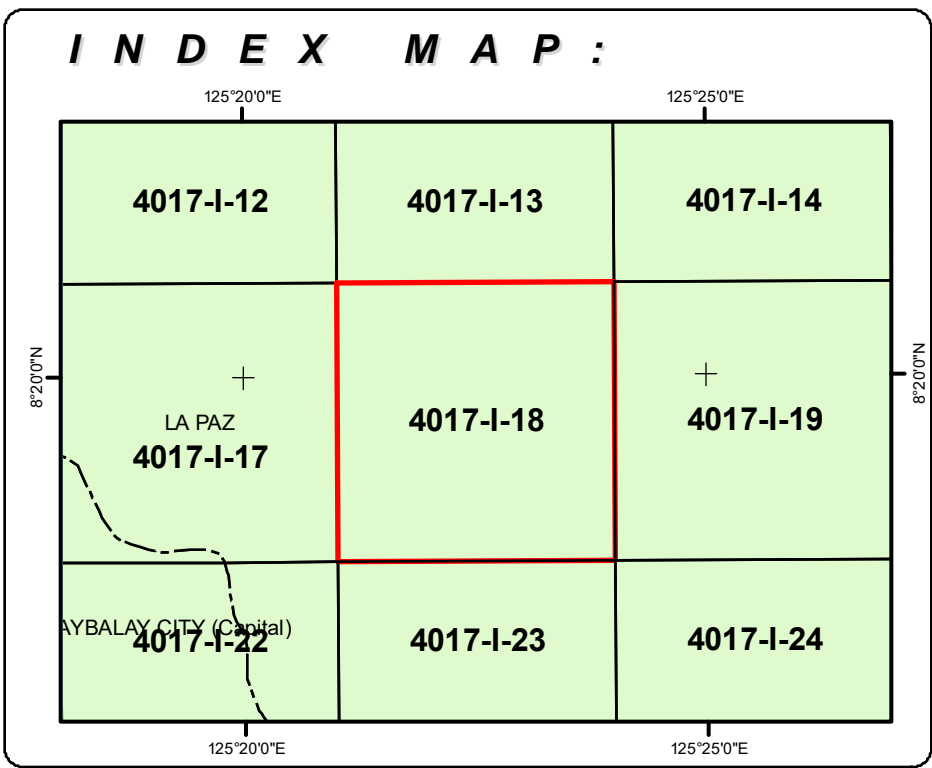 INDEX MAP:
125°20'0"E
125°25'0"E
4017-I-12
4017-I-13
4017-I-14
8°20'0"N
8°20'0"N
LA PAZ
4017-I-17
4017-I-18
4017-I-19
AYBALAY CITY (Capital)
4017-I-22
4017-I-23
4017-I-24
125°20'0"E
125°25'0"E